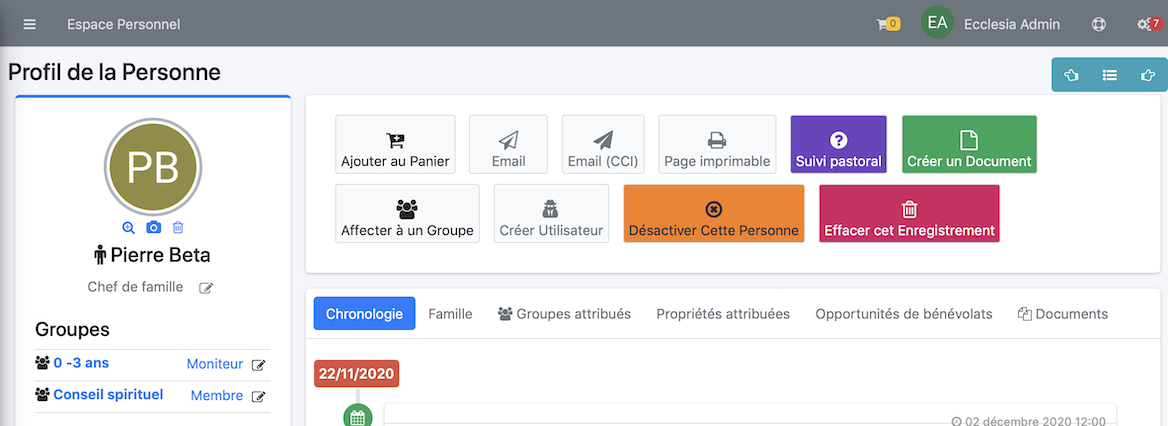 Espace Personnel
0
EA
Ecclesia Admin
7
Profil de la Personne
PB
Pierre Beta
Chef de famille
Groupes
0 -3 ans Moniteur
Conseil spirituel Membre
Ajouter au Panier
Email
Email (CCI)
Page imprimable
Suivi pastoral
Créer un Document
Affecter à un Groupe
Créer Utilisateur
Désactiver Cette Personne
Effacer cet Enregistrement
Chronologie
Famille
Groupes attribués
Propriétés attribuées
Opportunités de bénévolats
Documents
22/11/2020
02 décembre 2020 12:00